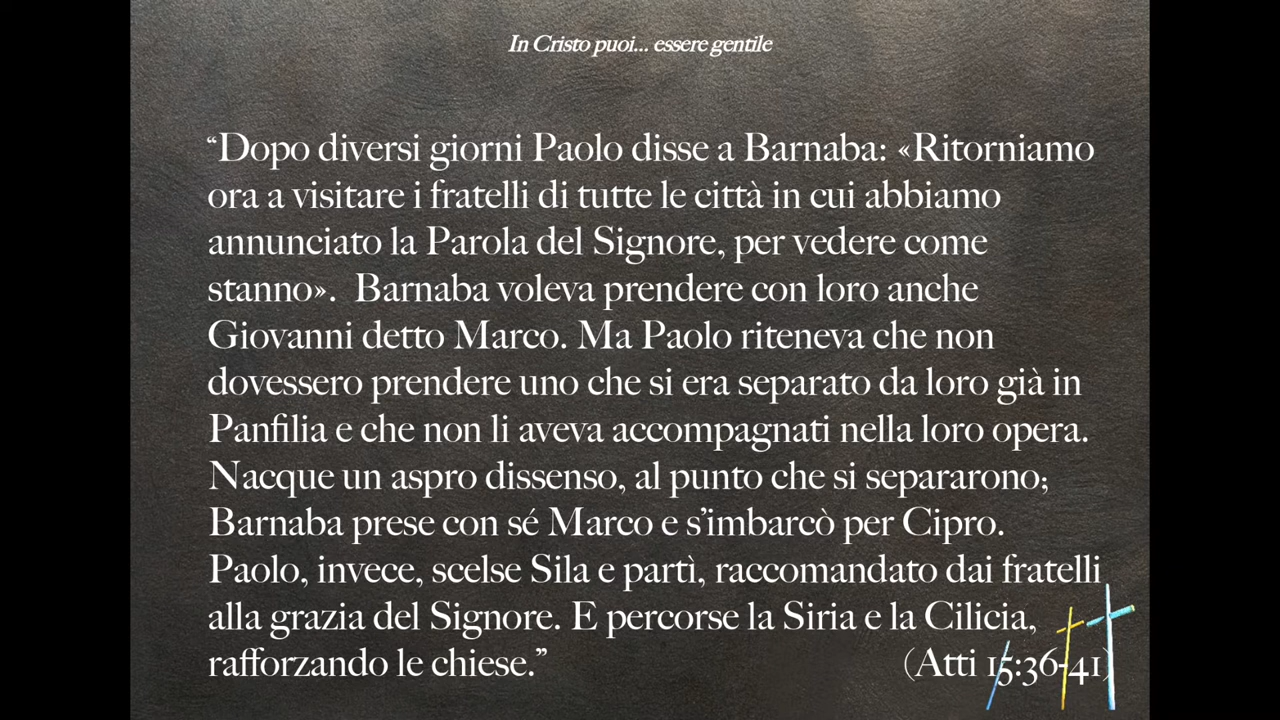 In Cristo puoi... essere gentile
“Dopo diversi giorni Paolo disse a Barnaba: «Ritorniamo
ora a visitare i fratelli di tutte le città in cui abbiamo
annunciato la Parola del Signore, per vedere come
stanno».  Barnaba voleva prendere con loro anche
Giovanni detto Marco. Ma Paolo riteneva che non
dovessero prendere uno che si era separato da loro già in
Panfilia e che non li aveva accompagnati nella loro opera.
Nacque un aspro dissenso, al punto che si separarono;
Barnaba prese con sé Marco e s’imbarcò per Cipro.
Paolo, invece, scelse Sila e partì, raccomandato dai fratelli
alla grazia del Signore. E percorse la Siria e la Cilicia,
rafforzando le chiese.” (Atti 15:36-41)